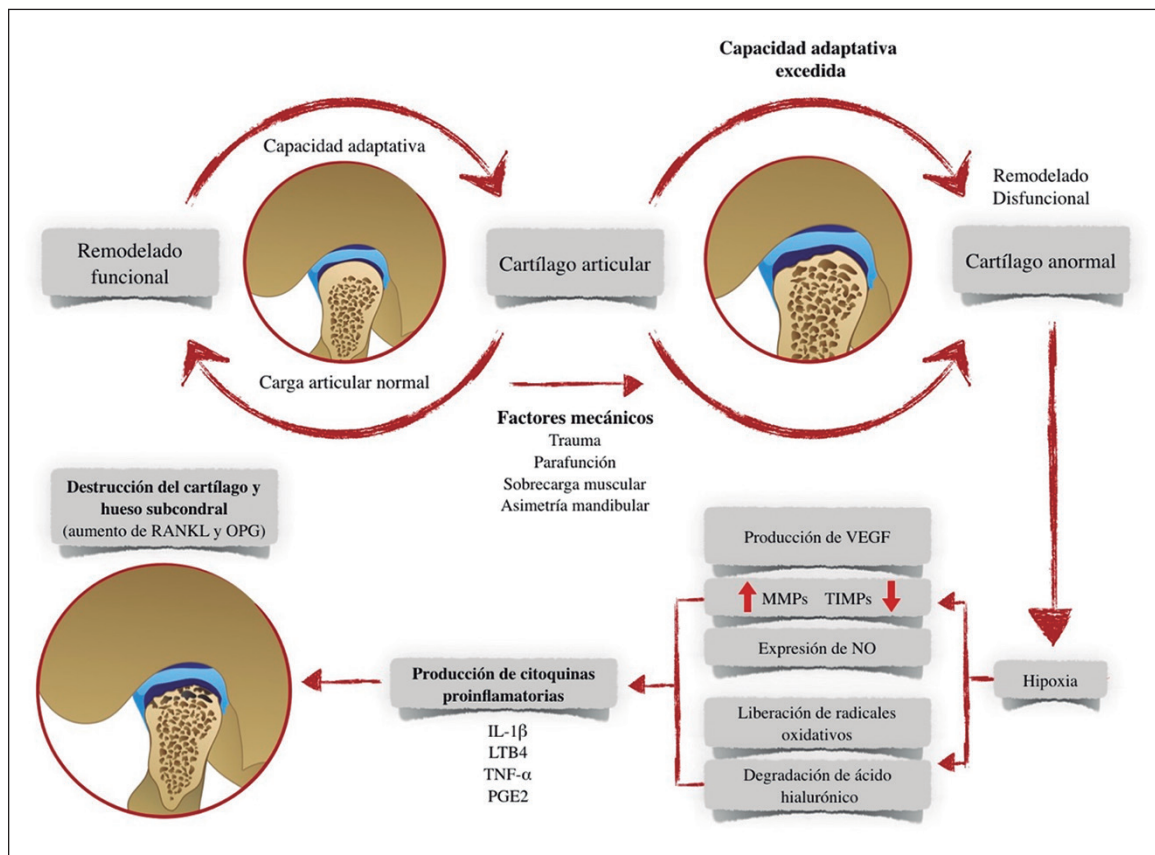 Capacidad adaptativa
excedida
Capacidad adaptativa
Remodelado
Disfuncional
Remodelado
funcional
Cartílago articular
Cartílago anormal
Carga articular normal
Factores mecánicos
Trauma
Parafunción
Sobrecarga muscular
Asimetría mandibular
Destrucción del cartílago y
hueso subcondral
(aumento de RANKL y OPG)
Producción de VEGF
MMPs TIMPs
Expresión de NO
Hipoxia
Producción de citoquinas
proinflamatorias
IL-1β
LTB4
TNF-α
PGE2
Liberación de radicales
oxidativos
Degradación de ácido
hialurónico